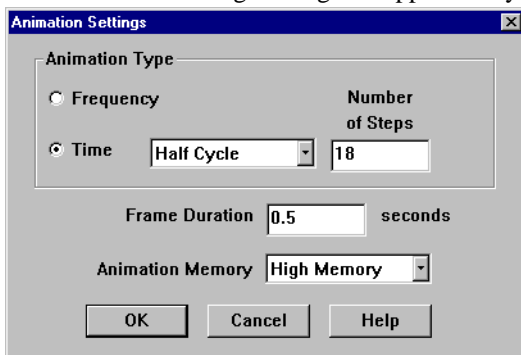 Animation Settings
Animation Type
Frequency
Number
of Steps
Time Half Cycle 18
Frame Duration 0.5 seconds
Animation Memory High Memory
OK Cancel Help